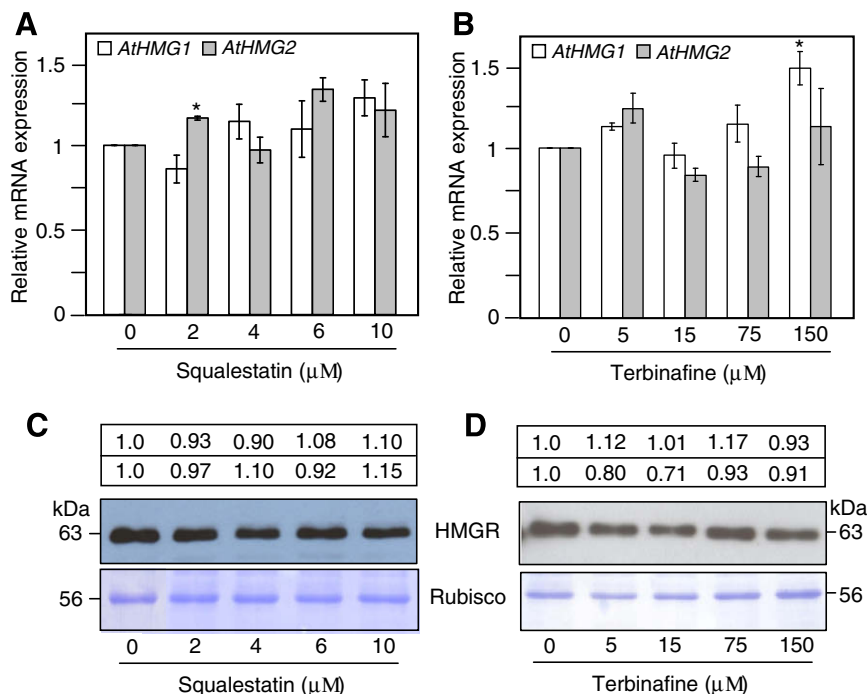 A
AtHMG1 AtHMG2
Relative mRNA expression
1.5
1
0.5
0
*
0 2 4 6 10
Squalestatin (μM)
B
AtHMG1 AtHMG2
Relative mRNA expression
1.5
1
0.5
0
*
0 5 15 75 150
Terbinafine (μM)
C
1.0 0.93 0.90 1.08 1.10
1.0 0.97 1.10 0.92 1.15
kDa
63
HMGR
56
Rubisco
0 2 4 6 10
Squalestatin (μM)
D
1.0 1.12 1.01 1.17 0.93
1.0 0.80 0.71 0.93 0.91
kDa
63
56
0 5 15 75 150
Terbinafine (μM)